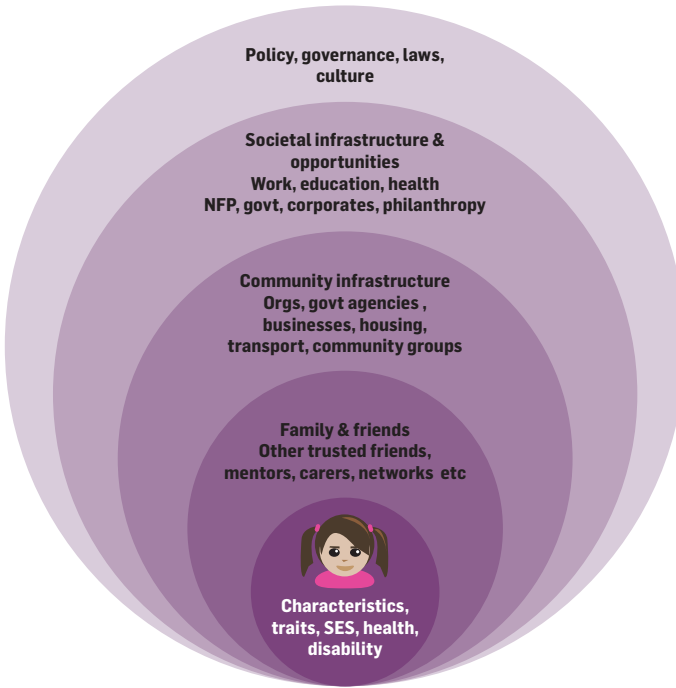 Policy, governance, laws,
culture
Societal infrastructure &
opportunities
Work, education, health
NFP, govt, corporates, philanthropy
Community infrastructure
Orgs, govt agencies ,
businesses, housing,
transport, community groups
Family & friends
Other trusted friends,
mentors, carers, networks etc
Characteristics,
traits, SES, health,
disability